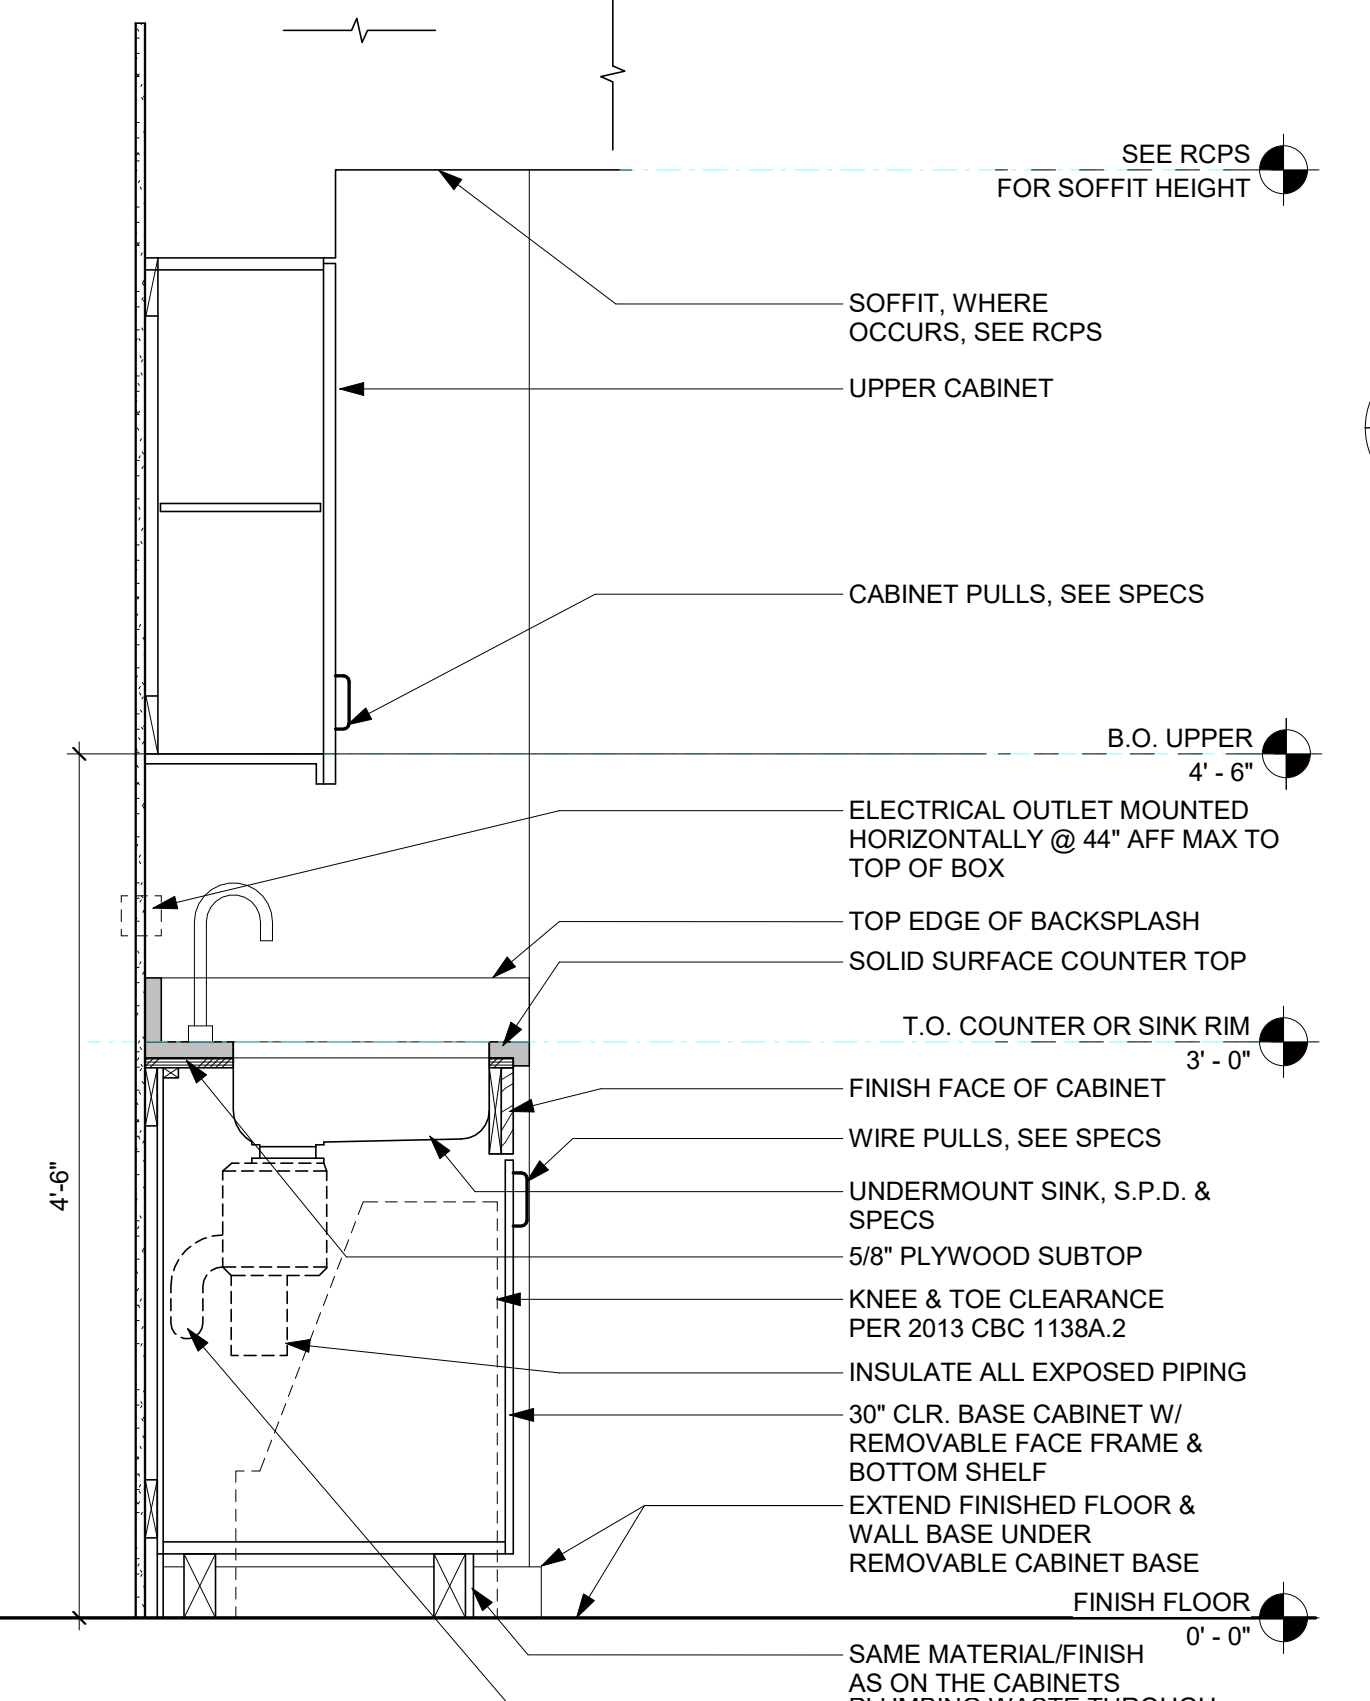 SEE RCPS
FOR SOFFIT HEIGHT
SOFFIT, WHERE
OCCURS, SEE RCPS
UPPER CABINET
CABINET PULLS, SEE SPECS
B.O. UPPER
4' - 6"
ELECTRICAL OUTLET MOUNTED
HORIZONTALLY @ 44" AFF MAX TO
TOP OF BOX
TOP EDGE OF BACKSPLASH
SOLID SURFACE COUNTER TOP
T.O. COUNTER OR SINK RIM
3' - 0"
FINISH FACE OF CABINET
WIRE PULLS, SEE SPECS
4'-6"
UNDERMOUNT SINK, S.P.D. &
SPECS
5/8" PLYWOOD SUBTOP
KNEE & TOE CLEARANCE
PER 2013 CBC 1138A.2
INSULATE ALL EXPOSED PIPING
30" CLR. BASE CABINET W/
REMOVABLE FACE FRAME &
BOTTOM SHELF
EXTEND FINISHED FLOOR &
WALL BASE UNDER
REMOVABLE CABINET BASE
FINISH FLOOR
0' - 0"
SAME MATERIAL/FINISH
AS ON THE CABINETS
PLUMBING WASTE THROUGH